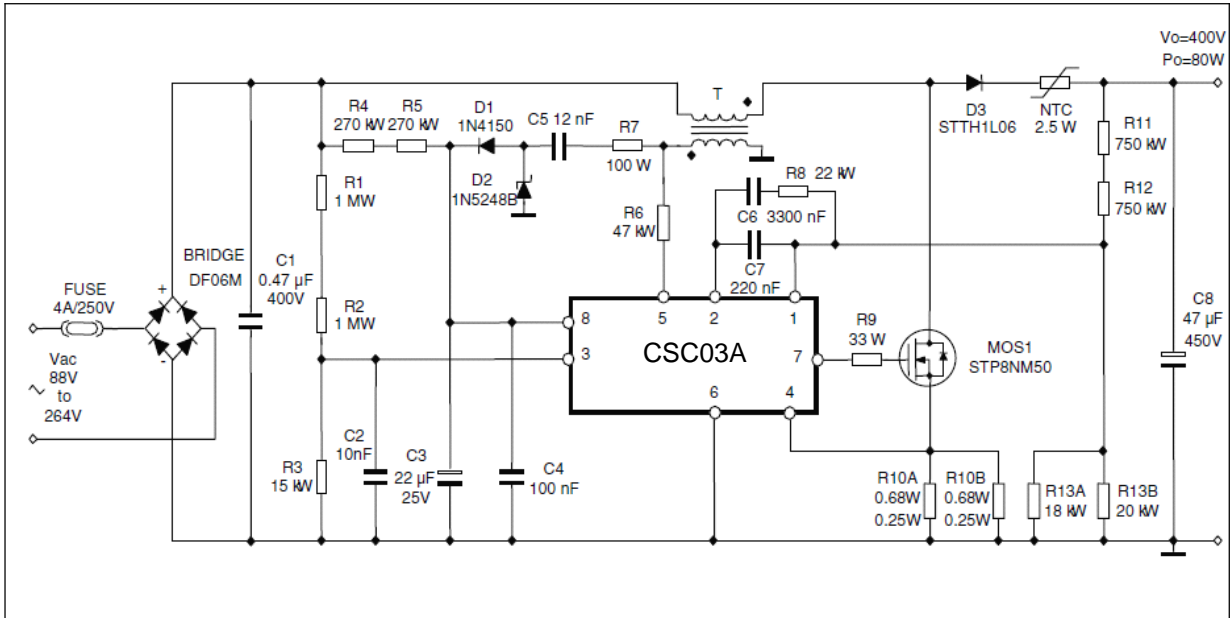 Vo=400V
Po=80W
T
R4
270 kW
R5
270 kW
D1
1N4150
C5 12 nF
R7
100 W
D3
STTH1L06
NTC
2.5 W
R11
750 kW
R12
750 kW
R1
1 MW
D2
1N5248B
R6
47 kW
R8 22 kW
C6 3300 nF
C7
220 nF
BRIDGE
DF06M
+
-
C1
0.47 µF
400V
FUSE
4A/250V
R2
1 MW
Vac
88V
to
264V
8
3
5
2
1
7
6
4
CSC03A
R9
33 W
MOS1
STP8NM50
C8
47 µF
450V
R3
15 kW
C2
10nF
C3
22 µF
25V
C4
100 nF
R10A
0.68W
0.25W
R10B
0.68W
0.25W
R13A
18 kW
R13B
20 kW